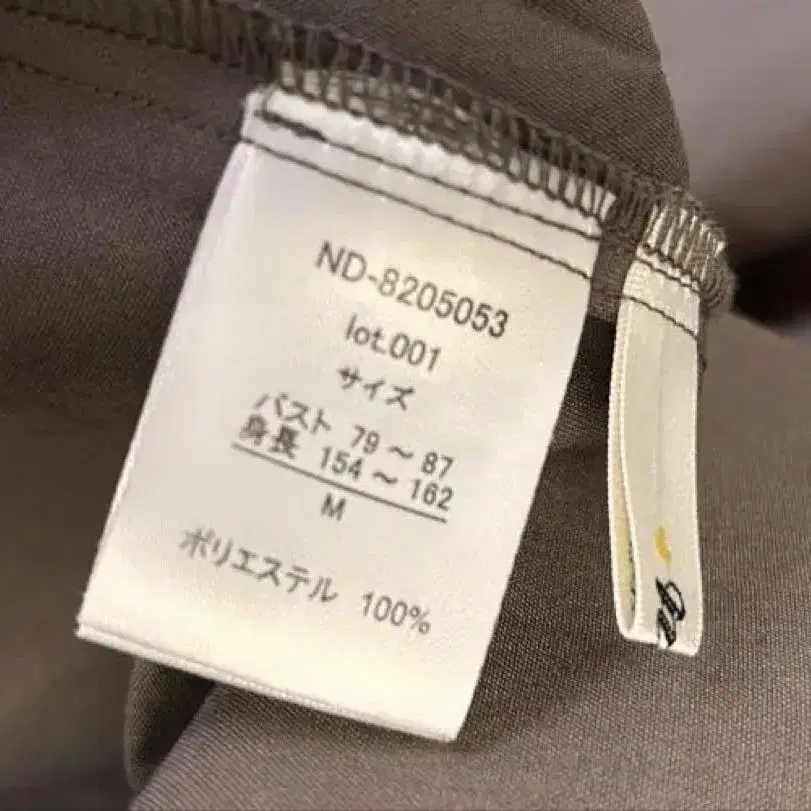 ND-8205053
lot.001
サイズ
バスト 79～87
身長 154～162
M
ポリエステル 100%